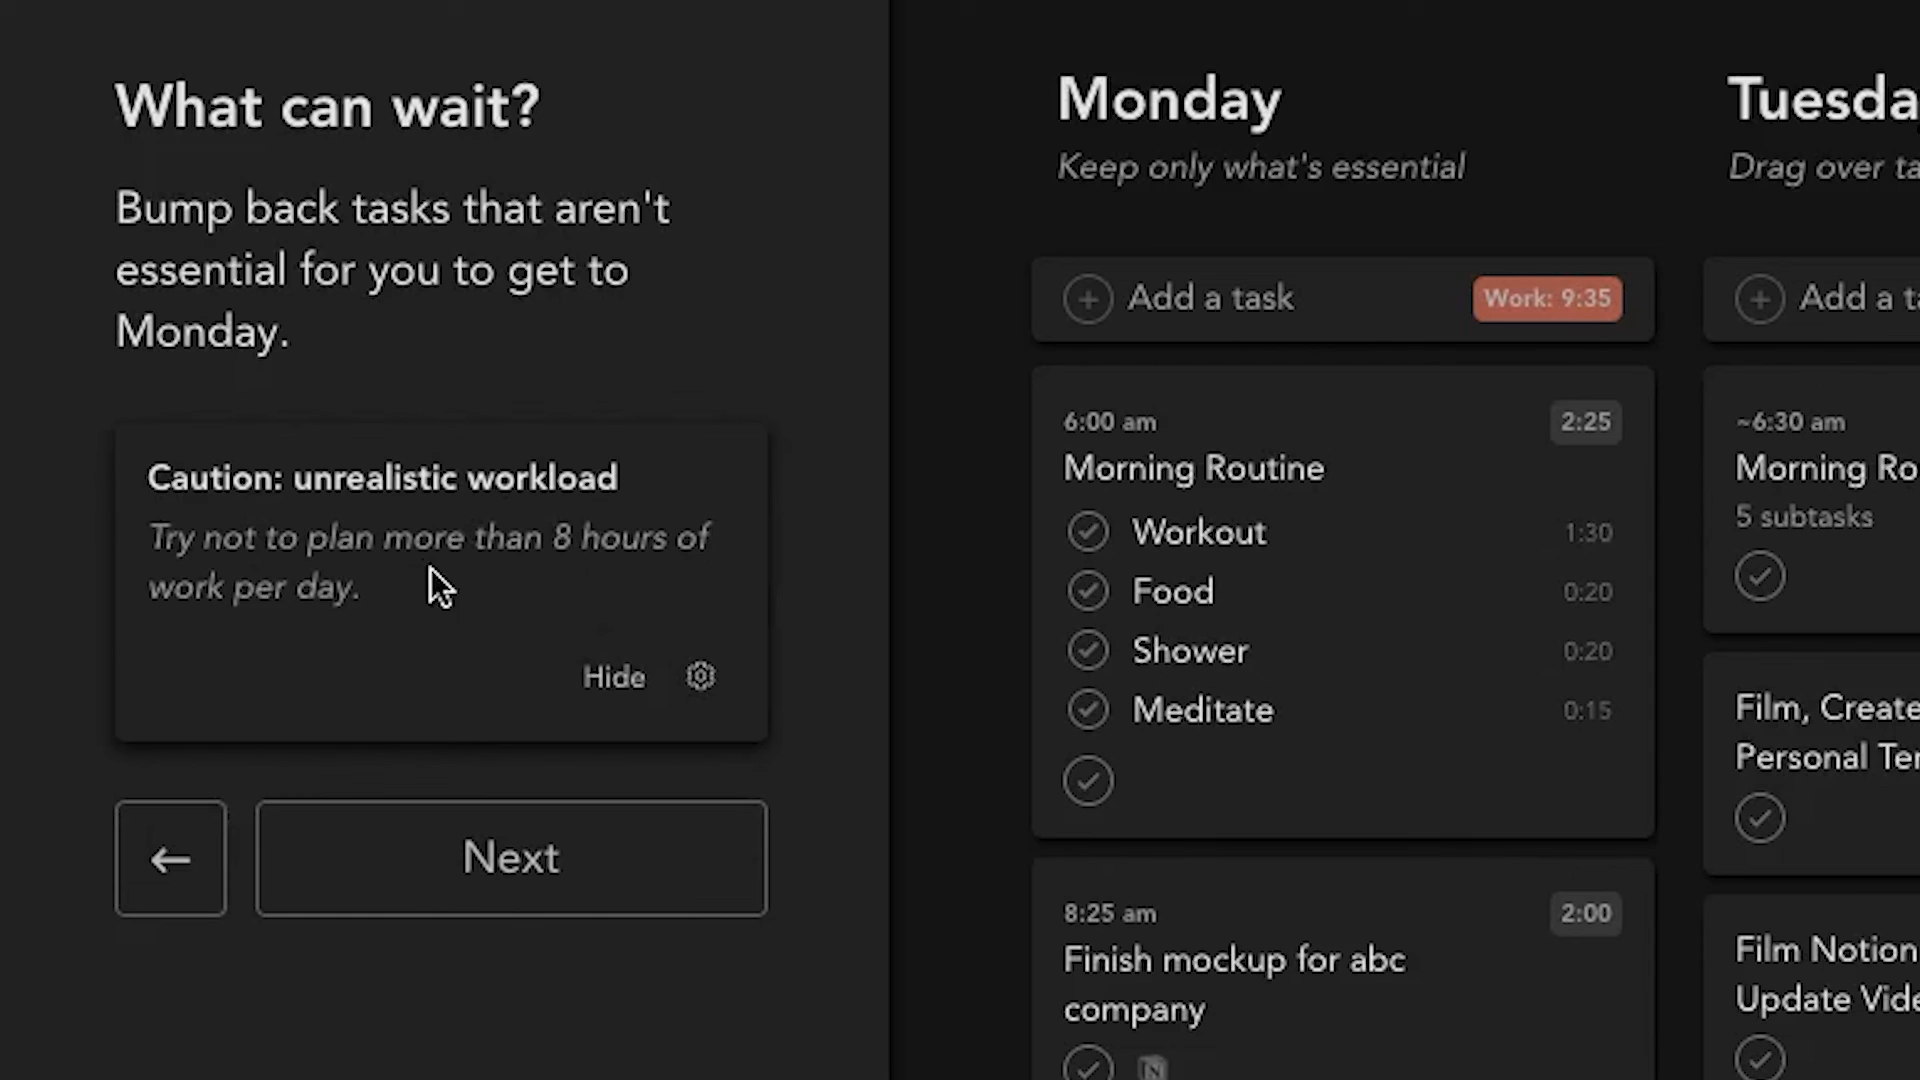 What can wait?
Bump back tasks that aren't
essential for you to get to
Monday.
Caution: unrealistic workload
Try not to plan more than 8 hours of
work per day.
Hide
Next
Monday
Keep only what's essential
Add a task
Work: 9:35
6:00 am
2:25
Morning Routine
Workout
1:30
Food
0:20
Shower
0:20
Meditate
0:15
8:25 am
2:00
Finish mockup for abc
company
Tuesda
Drag over ta
Add a ta
~6:30 am
Morning Ro
5 subtasks
Film, Create
Personal Ter
Film Notion
Update Vide